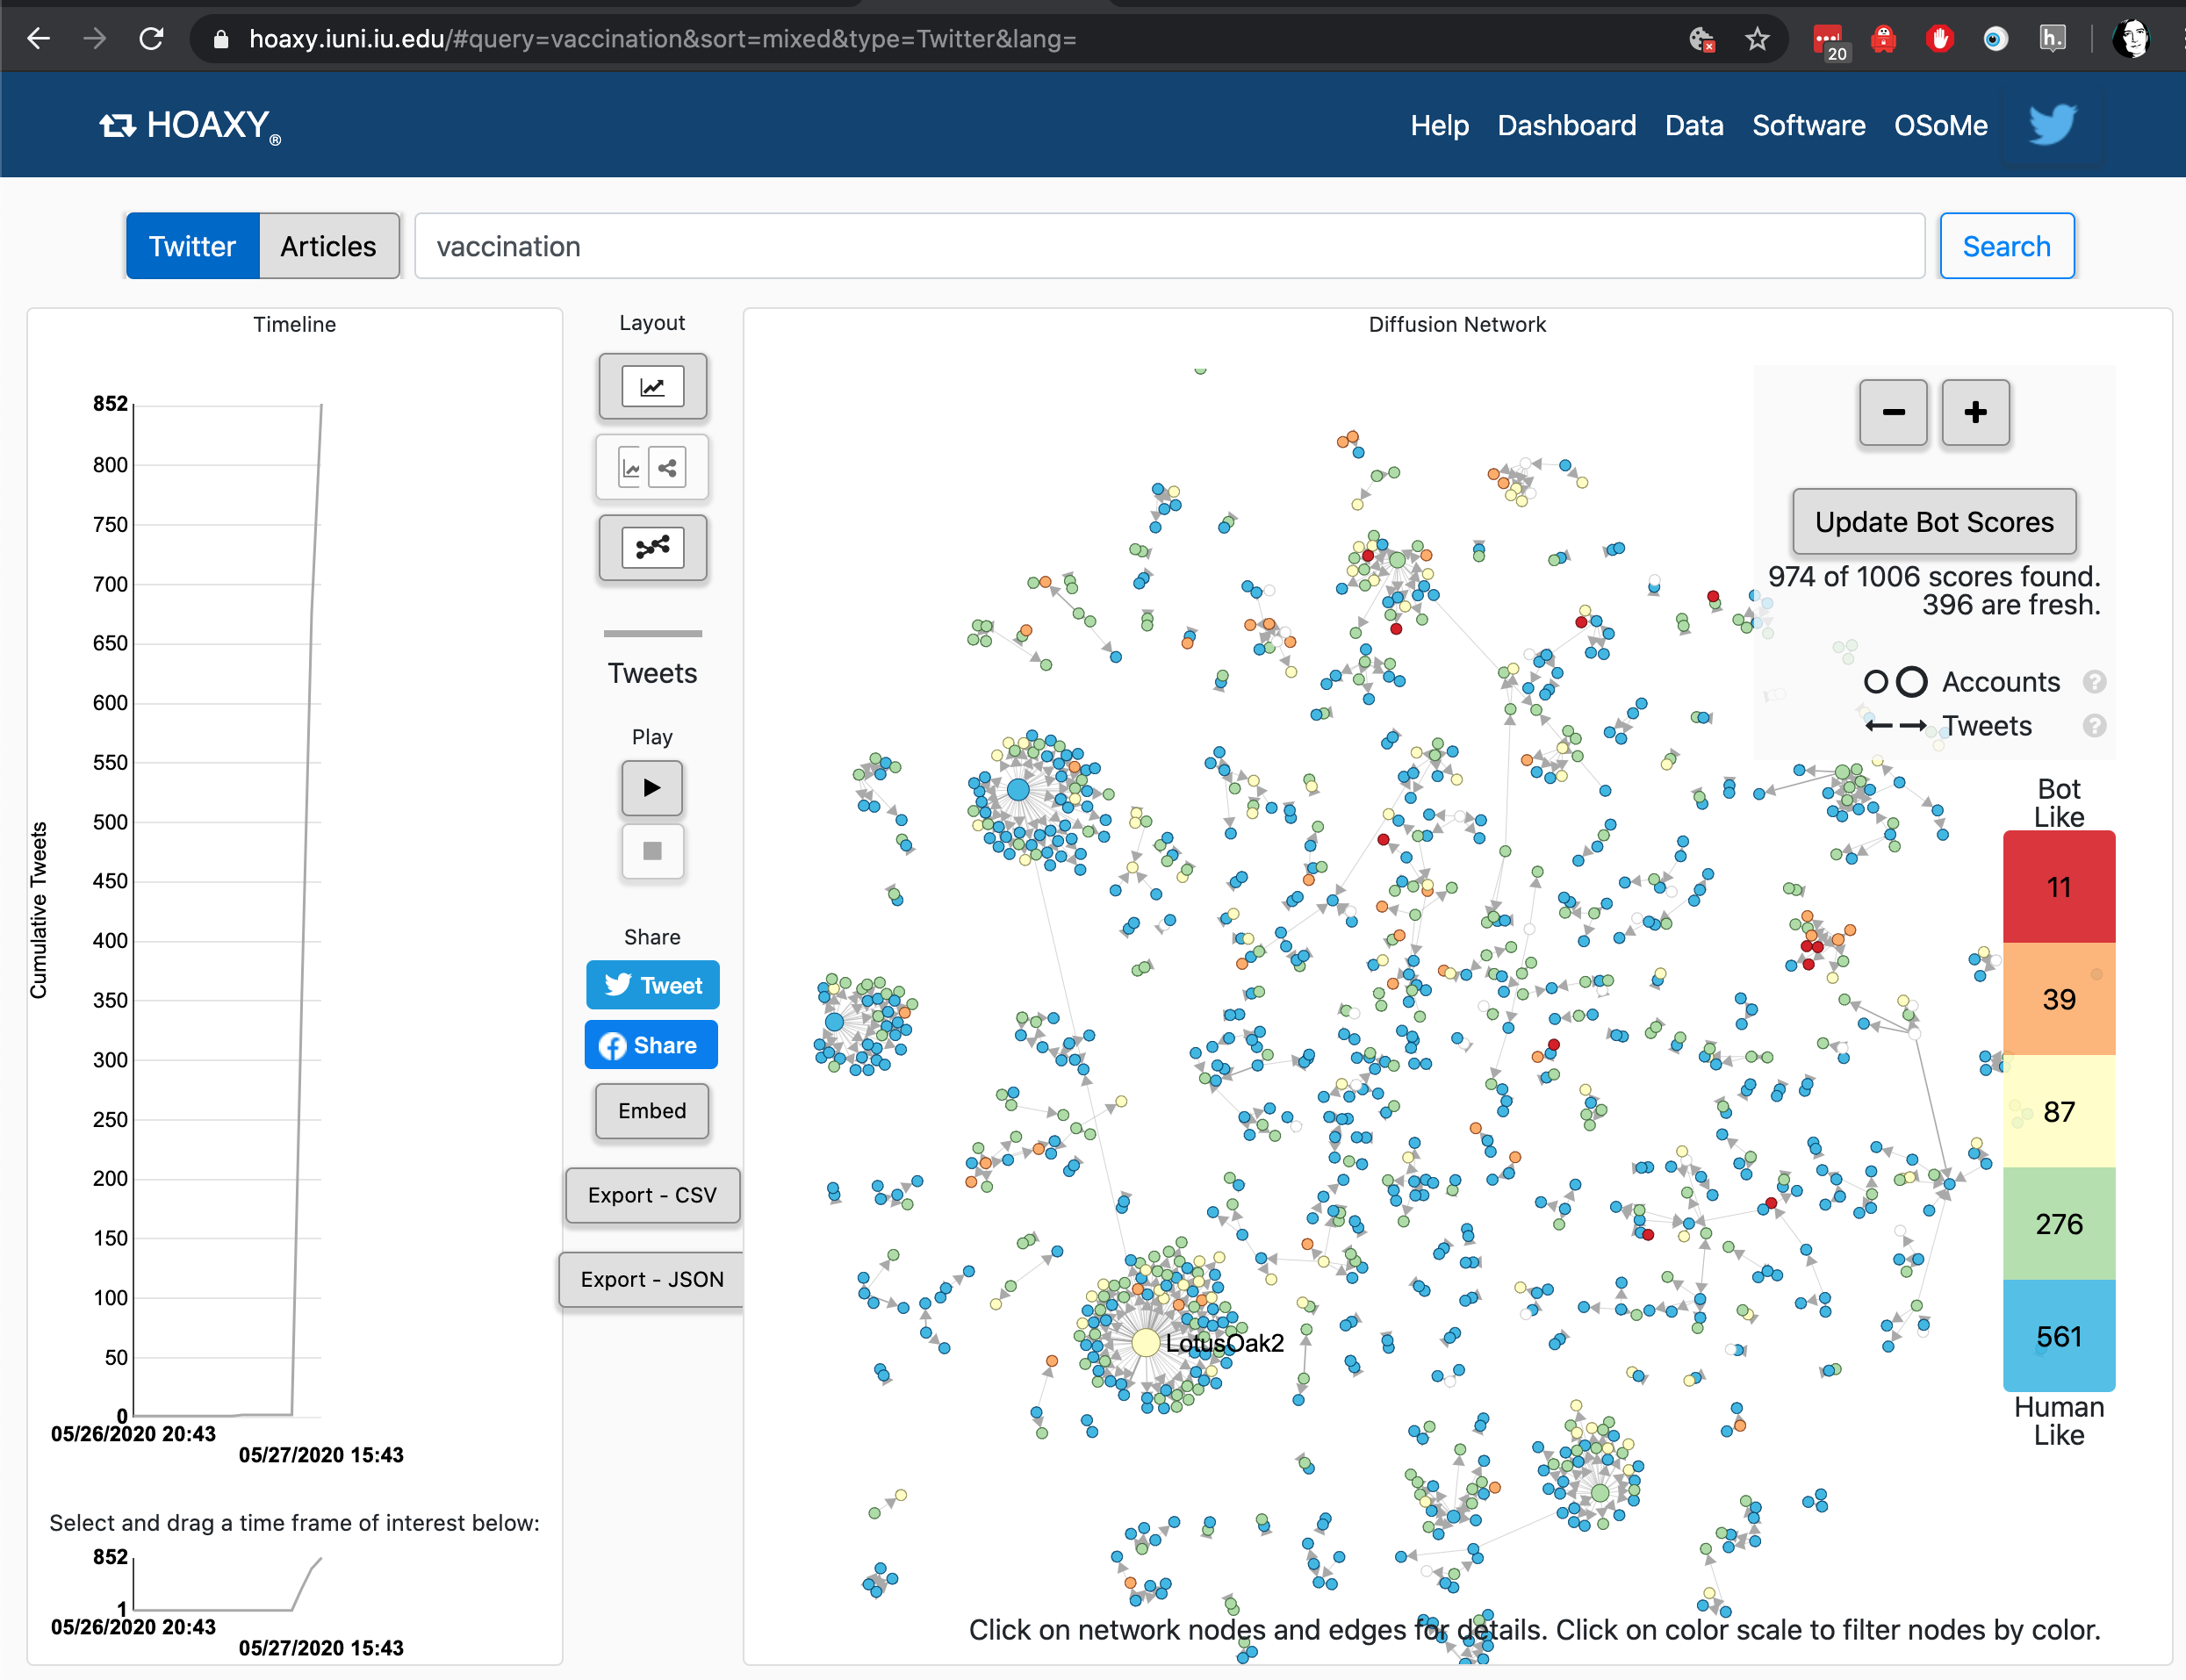 hoaxy.iuni.iu.edu/#query=vaccination&sort=mixed&type=Twitter&lang=
20
h.
HOAXY®
Help Dashboard Data Software OSoMe
Twitter Articles vaccination Search
Timeline
Layout
Diffusion Network
Cumulative Tweets
852
800
750
700
650
600
550
500
450
400
350
300
250
200
150
100
50
0
05/26/2020 20:43
05/27/2020 15:43
Select and drag a time frame of interest below:
852
1
05/26/2020 20:43
05/27/2020 15:43
Tweets
Play
Share
Tweet
Share
Embed
Export - CSV
Export - JSON
− +
Update Bot Scores
974 of 1006 scores found.
396 are fresh.
Accounts ?
Tweets ?
Bot
Like
11
39
87
276
561
Human
Like
LotusOak2
Click on network nodes and edges for details. Click on color scale to filter nodes by color.